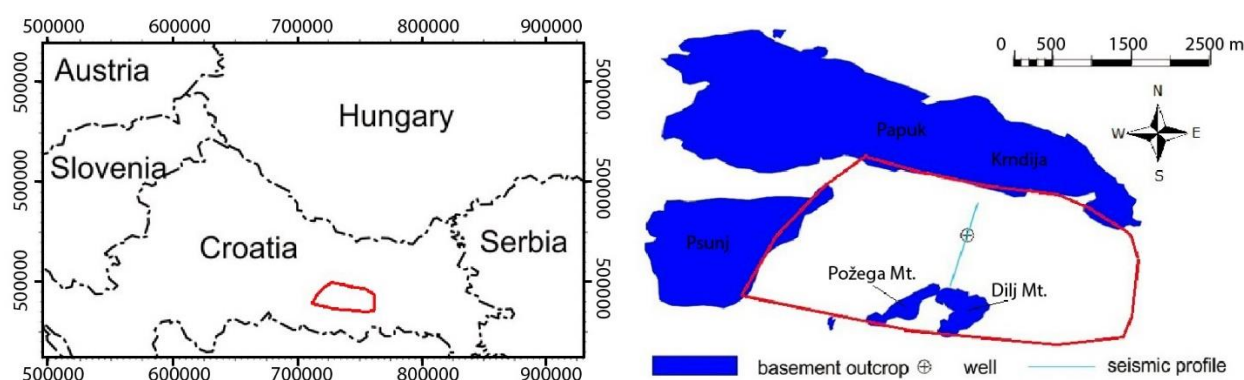 500000 600000 700000 800000 900000
500000
500000
500000
Austria
Slovenia
Hungary
Croatia
Serbia
500000
500000
500000
500000 600000 700000 800000 900000
0 500 1500 2500 m
N
W E
S
Papuk
Krndija
Psunj
Požega Mt.
Dilj Mt.
basement outcrop well seismic profile